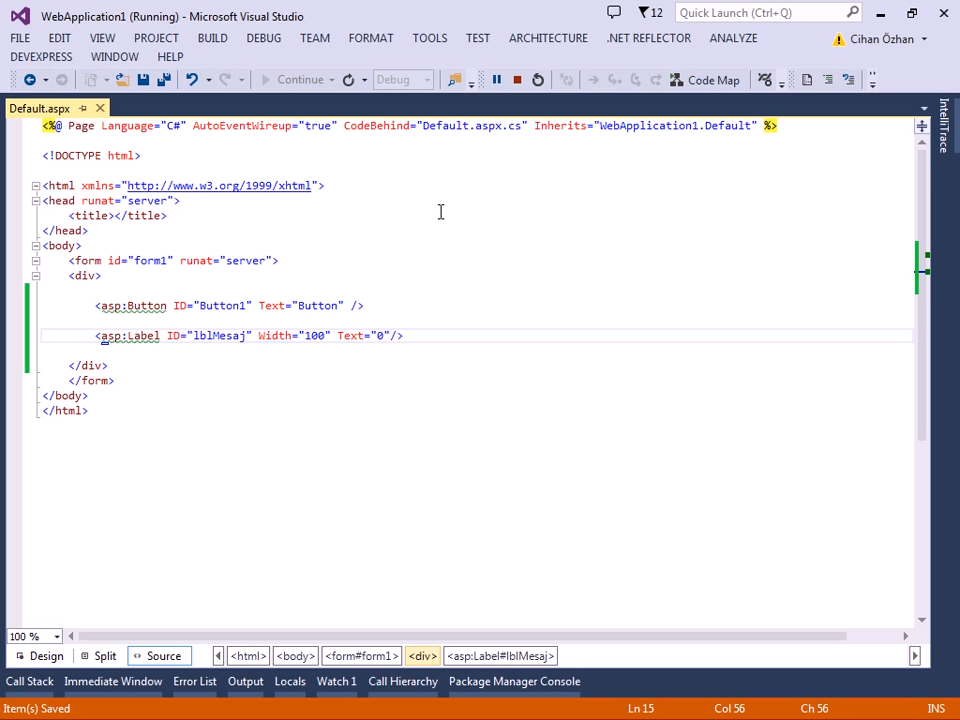 WebApplication1 (Running) - Microsoft Visual Studio
12
Quick Launch (Ctrl+Q)
FILE EDIT VIEW PROJECT BUILD DEBUG TEAM FORMAT TOOLS TEST ARCHITECTURE .NET REFLECTOR ANALYZE
Cihan Özhan
DEVEXPRESS WINDOW HELP
Continue Debug Code Map
Default.aspx
IntelliTrace
<%@ Page Language="C#" AutoEventWireup="true" CodeBehind="Default.aspx.cs" Inherits="WebApplication1.Default" %>
<!DOCTYPE html>
<html xmlns="http://www.w3.org/1999/xhtml">
<head runat="server">
<title></title>
</head>
<body>
<form id="form1" runat="server">
<div>
<asp:Button ID="Button1" Text="Button" />
<asp:Label ID="lblMesaj" Width="100" Text="0"/>
</div>
</form>
</body>
</html>
100 %
Design Split Source <html> <body> <form#form1> <div> <asp:Label#lblMesaj>
Call Stack Immediate Window Error List Output Locals Watch 1 Call Hierarchy Package Manager Console
Item(s) Saved Ln 15 Col 56 Ch 56 INS